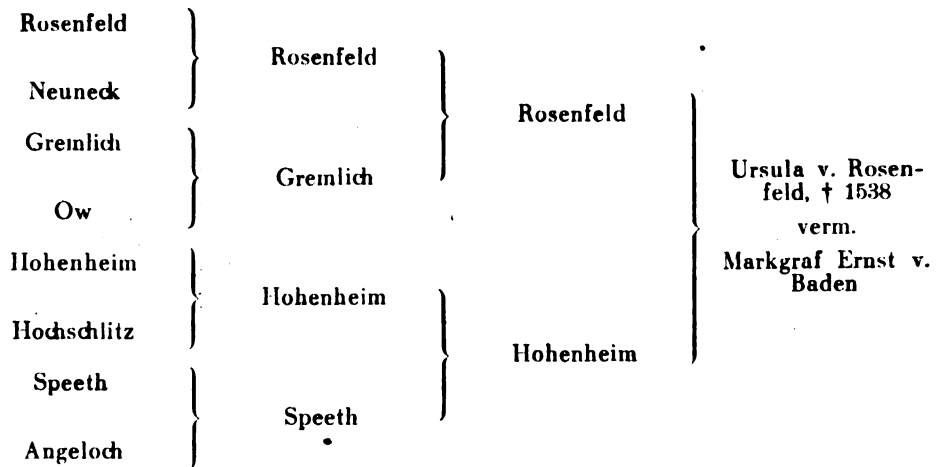 Rosenfeld
Neuneck
Gremlich
Ow
Hohenheim
Hochschlitz
Speeth
Angeloch
Rosenfeld
Gremlich
Hohenheim
Speeth
Rosenfeld
Hohenheim
Ursula v. Rosen-
feld, † 1538
verm.
Markgraf Ernst v.
Baden